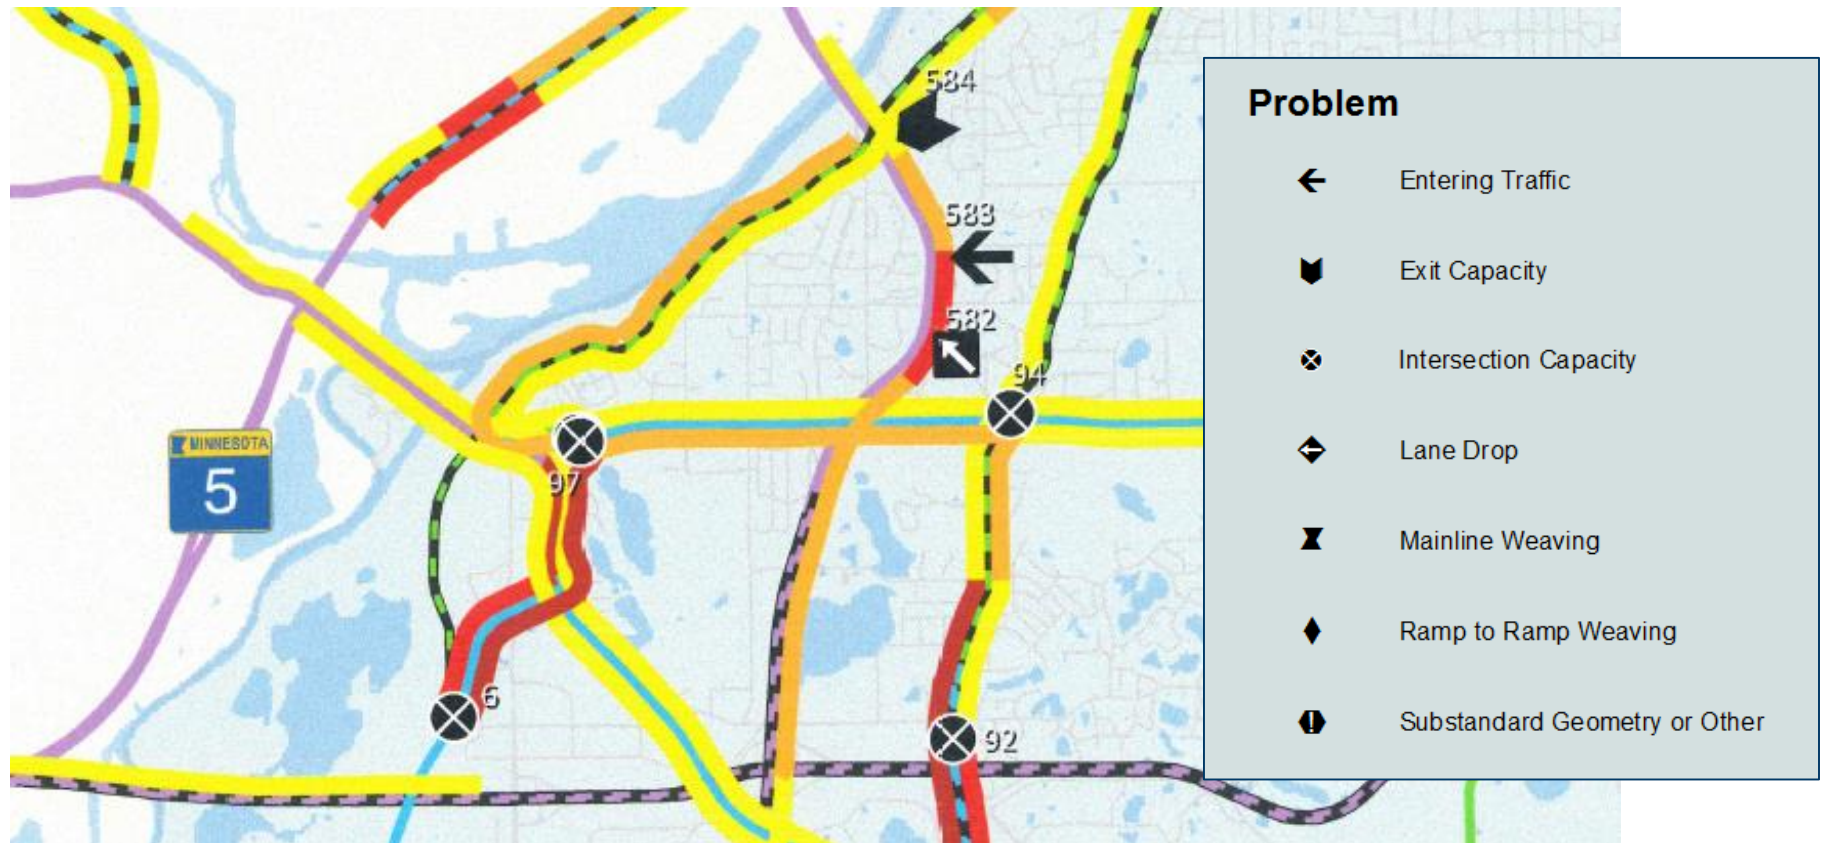 584
583
582
94
97
MINNESOTA
5
6
92
Problem
Entering Traffic
Exit Capacity
Intersection Capacity
Lane Drop
Mainline Weaving
Ramp to Ramp Weaving
Substandard Geometry or Other